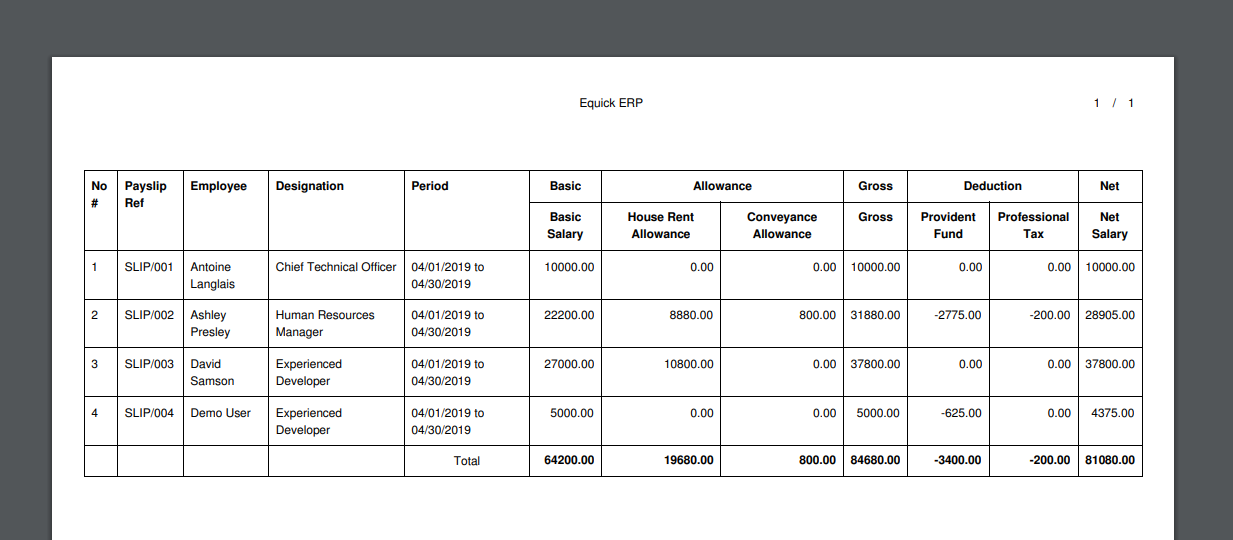 Equick ERP 1 / 1
No # Payslip Ref Employee Designation Period Basic Allowance Gross Deduction Net
Basic Salary House Rent Allowance Conveyance Allowance Gross Provident Fund Professional Tax Net Salary
1 SLIP/001 Antoine Langlais Chief Technical Officer 04/01/2019 to 04/30/2019 10000.00 0.00 0.00 10000.00 0.00 0.00 10000.00
2 SLIP/002 Ashley Presley Human Resources Manager 04/01/2019 to 04/30/2019 22200.00 8880.00 800.00 31880.00 -2775.00 -200.00 28905.00
3 SLIP/003 David Samson Experienced Developer 04/01/2019 to 04/30/2019 27000.00 10800.00 0.00 37800.00 0.00 0.00 37800.00
4 SLIP/004 Demo User Experienced Developer 04/01/2019 to 04/30/2019 5000.00 0.00 0.00 5000.00 -625.00 0.00 4375.00
Total 64200.00 19680.00 800.00 84680.00 -3400.00 -200.00 81080.00